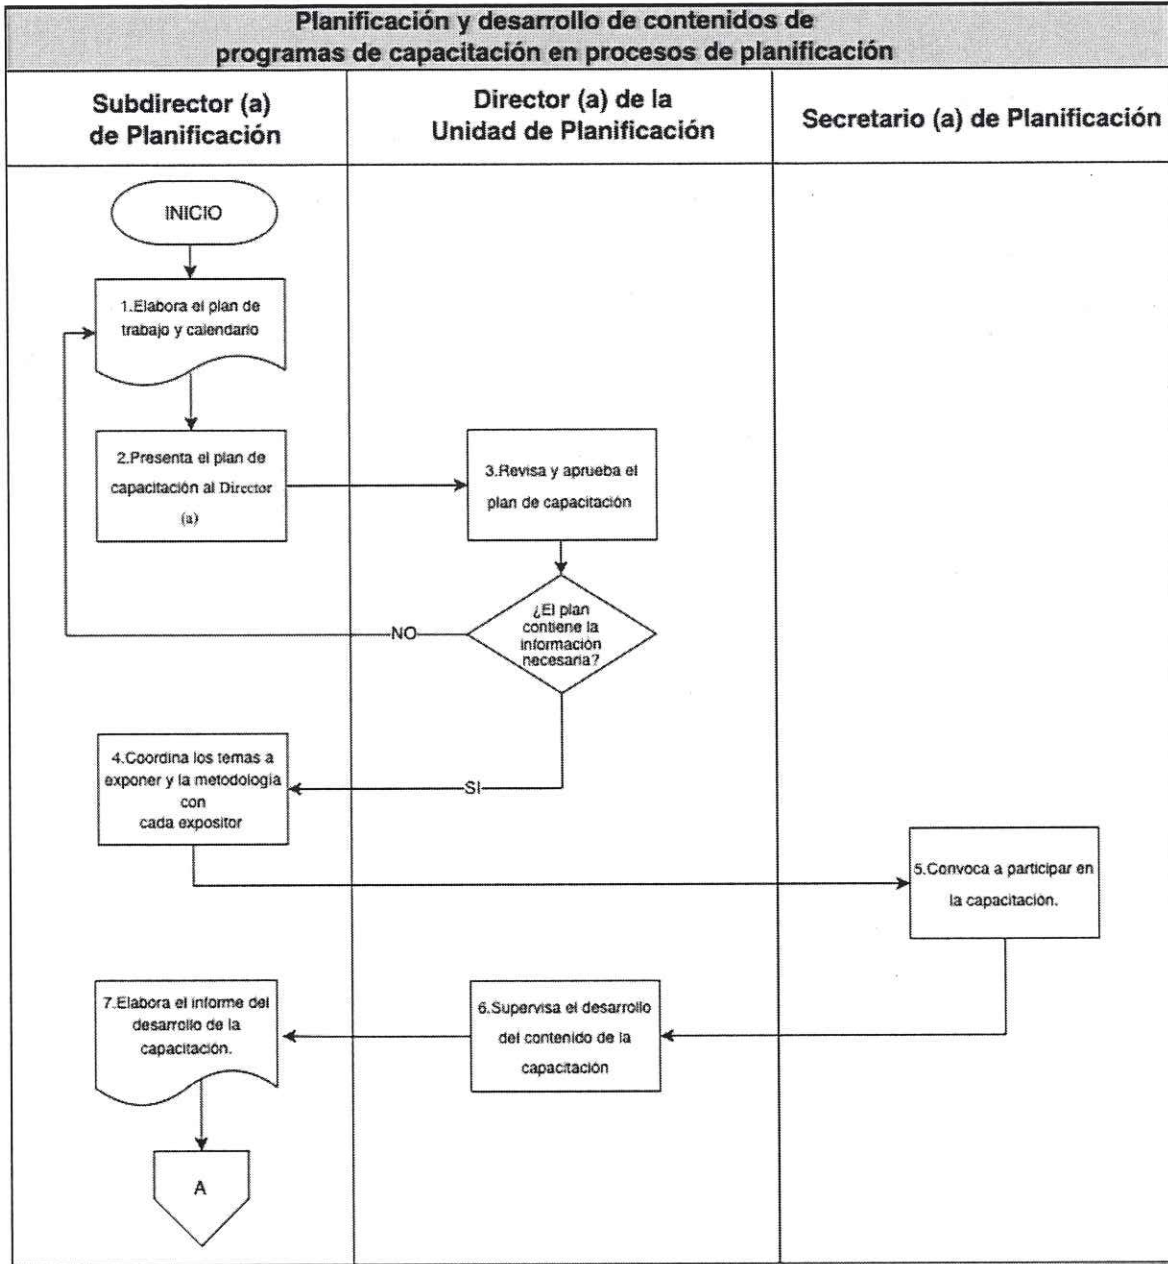 Planificación y desarrollo de contenidos de
programas de capacitación en procesos de planificación
Subdirector (a)
de Planificación
Director (a) de la
Unidad de Planificación
Secretario (a) de Planificación
INICIO
1.Elabora el plan de
trabajo y calendario
2.Presenta el plan de
capacitación al Director
(a)
3.Revisa y aprueba el
plan de capacitación
¿El plan
contiene la
información
necesaria?
NO
4.Coordina los temas a
exponer y la metodología
con
cada expositor
SI
5.Convoca a participar en
la capacitación.
7.Elabora el informe del
desarrollo de la
capacitación.
6.Supervisa el desarrollo
del contenido de la
capacitación
A